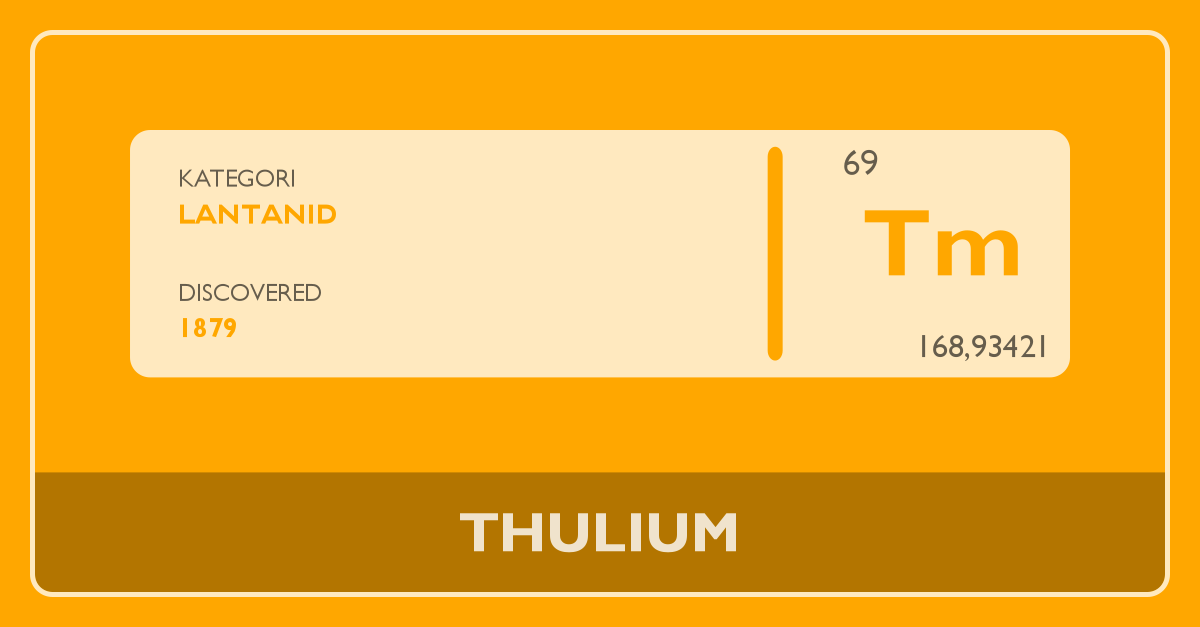 KATEGORI
LANTANID
DISCOVERED
1879
69
Tm
168,93421
THULIUM